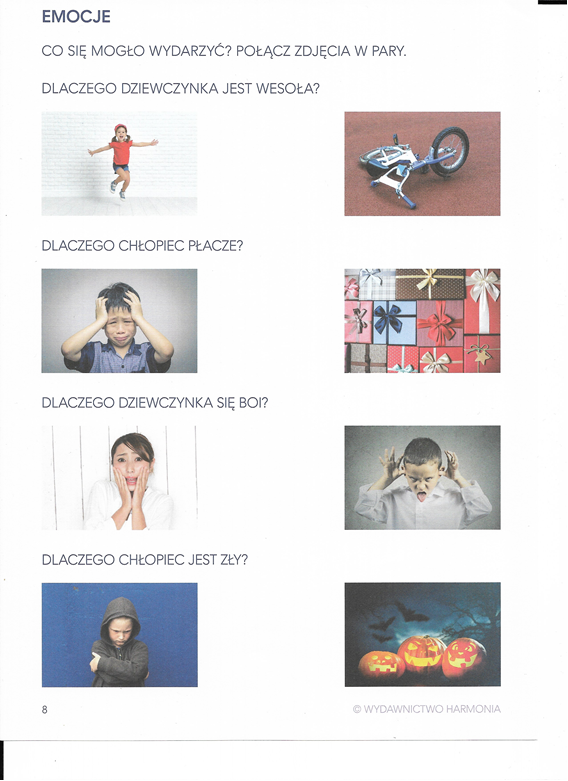 EMOCJE
CO SIĘ MOGŁO WYDARZYĆ? POŁĄCZ ZDJĘCIA W PARY.
DLACZEGO DZIEWCZYNKA JEST WESOŁA?
DLACZEGO CHŁOPIEC PŁACZE?
DLACZEGO DZIEWCZYNKA SIĘ BOI?
DLACZEGO CHŁOPIEC JEST ZŁY?
8
© WYDAWNICTWO HARMONIA